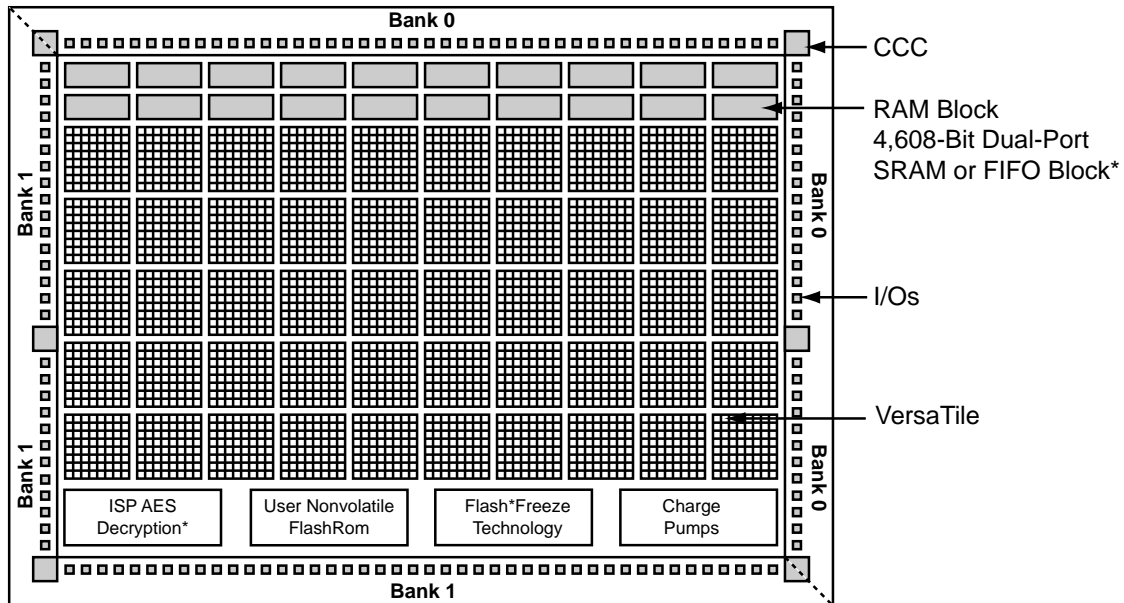 Bank 0
CCC
RAM Block
4,608-Bit Dual-Port
SRAM or FIFO Block*
Bank 1
Bank 0
I/Os
VersaTile
Bank 1
Bank 0
ISP AES
Decryption*
User Nonvolatile
FlashRom
Flash*Freeze
Technology
Charge
Pumps
Bank 1